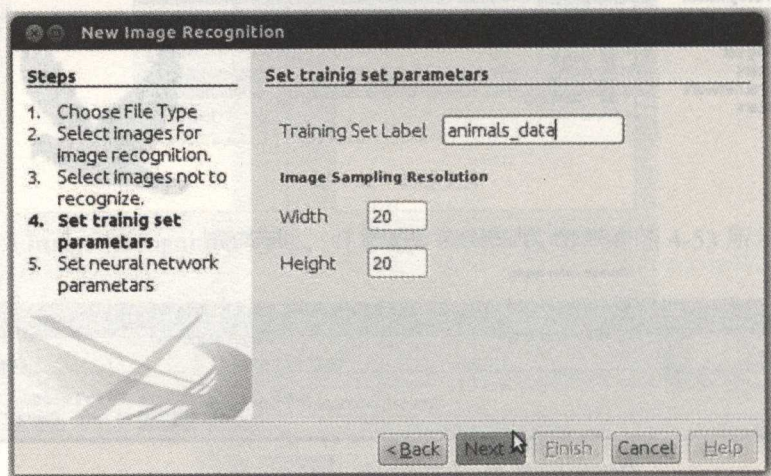 New Image Recognition
Steps
1. Choose File Type
2. Select images for
image recognition.
3. Select images not to
recognize.
4. Set trainig set
parametars
5. Set neural network
parametars
Set trainig set parametars
Training Set Label animals_data
Image Sampling Resolution
Width 20
Height 20
< Back Next > Finish Cancel Help
4-51